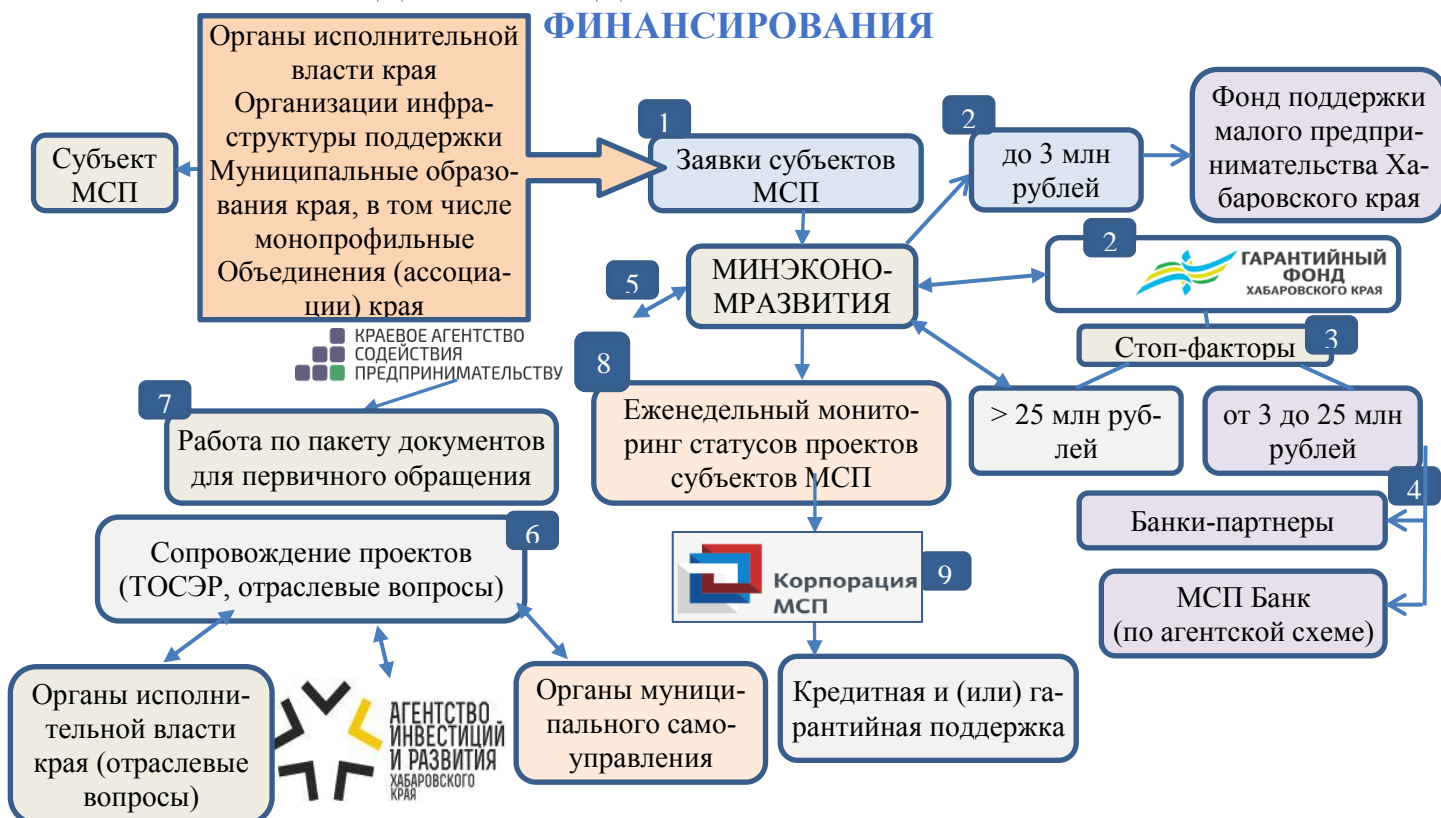 ФИНАНСИРОВАНИЯ
Органы исполнительной
власти края
Организации инфра-
структуры поддержки
Муниципальные образо-
вания края, в том числе
монопрофильные
Объединения (ассоциа-
ции) края
Субъект
МСП
1
Заявки субъектов
МСП
2
до 3 млн
рублей
Фонд поддержки
малого предпри-
нимательства Ха-
баровского края
2
ГАРАНТИЙНЫЙ
ФОНД
ХАБАРОВСКОГО КРАЯ
МИНЭКОНО-
МРАЗВИТИЯ
5
Стоп-факторы
3
КРАЕВОЕ АГЕНТСТВО
СОДЕЙСТВИЯ
ПРЕДПРИНИМАТЕЛЬСТВУ
7
Работа по пакету документов
для первичного обращения
8
Еженедельный монито-
ринг статусов проектов
субъектов МСП
> 25 млн руб-
лей
от 3 до 25 млн
рублей
4
Банки-партнеры
МСП Банк
(по агентской схеме)
6
Сопровождение проектов
(ТОСЭР, отраслевые вопросы)
Корпорация
МСП
9
Органы исполни-
тельной власти
края (отраслевые
вопросы)
АГЕНТСТВО
ИНВЕСТИЦИЙ
И РАЗВИТИЯ
ХАБАРОВСКОГО
КРАЯ
Органы муници-
пального само-
управления
Кредитная и (или) га-
рантийная поддержка